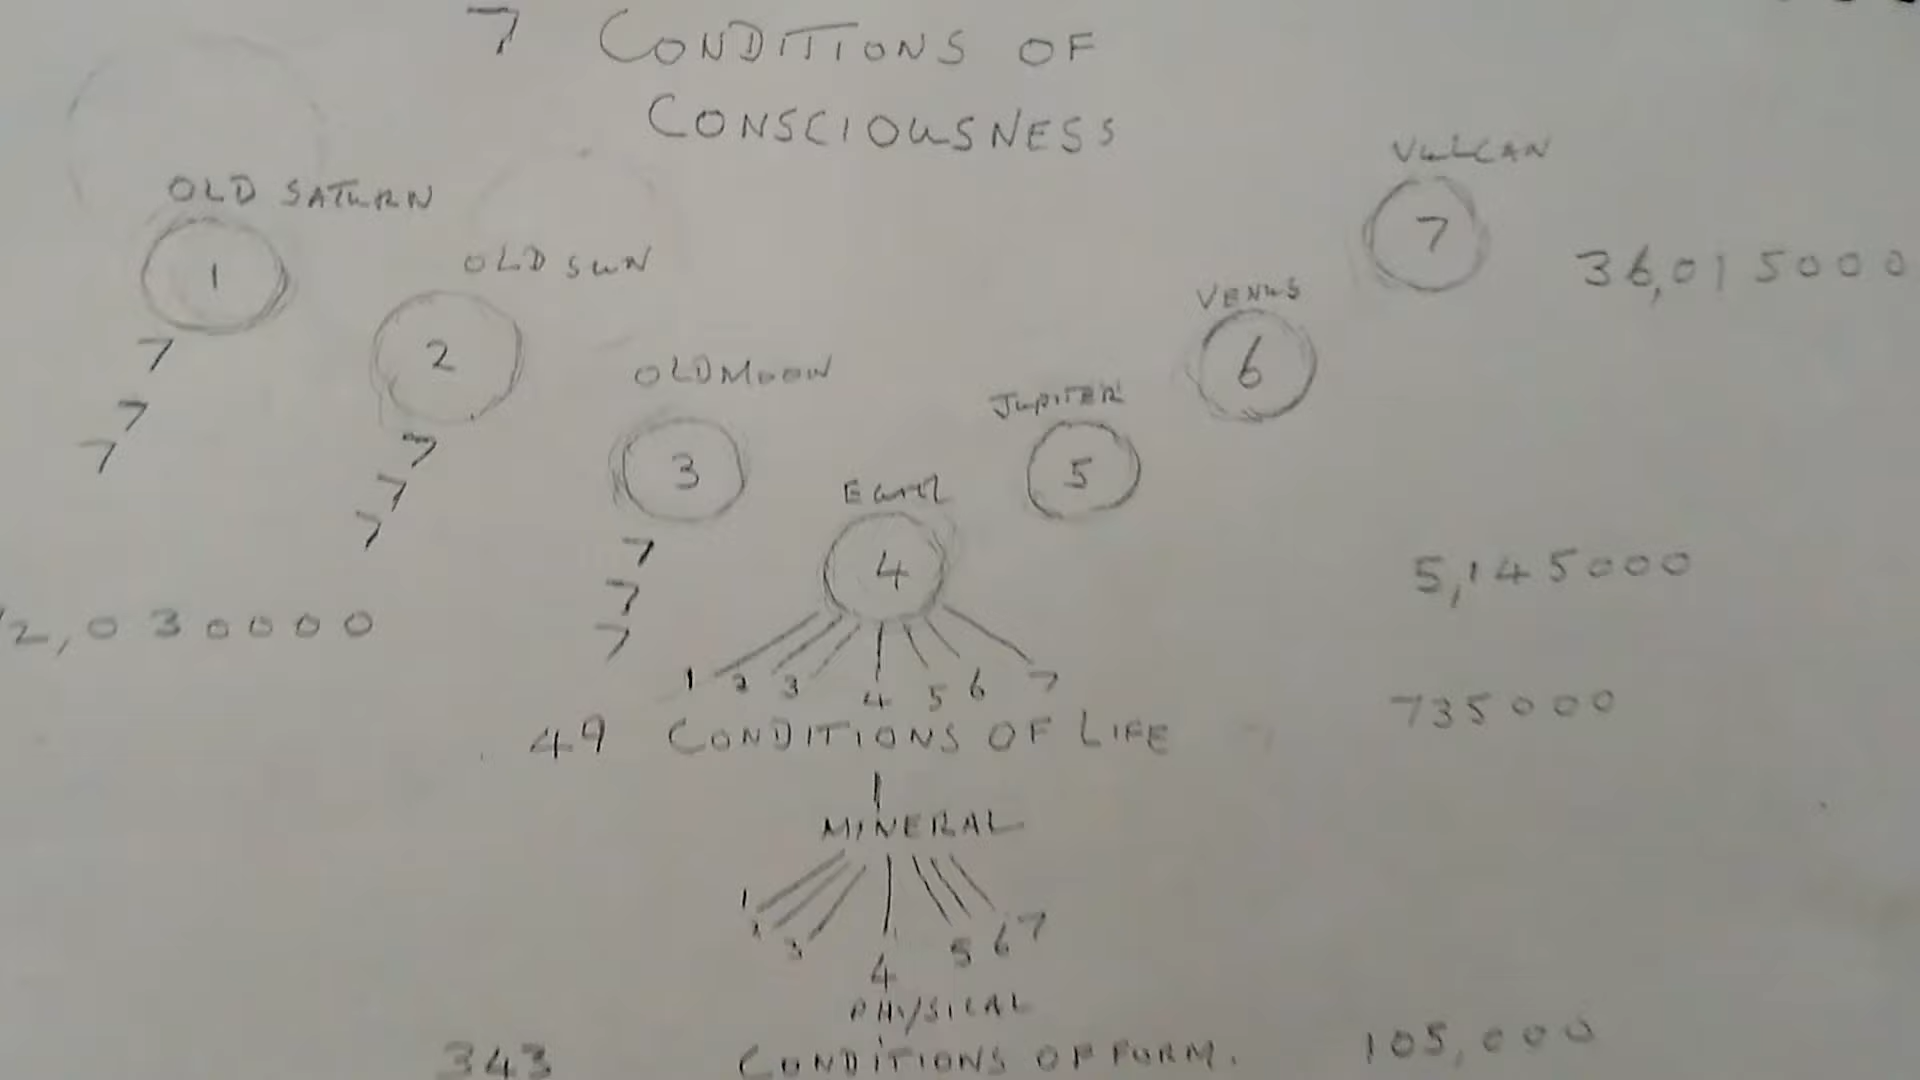 7 CONDITIONS OF
CONSCIOUSNESS
VULCAN
OLD SATURN
7
36,015000
1
OLD SUN
VENUS
7
2
6
OLD MOON
JUPITER
7
7
7
3
5
7
7
EARTH
7
4
5,145000
7
2,030000
7
1 2 3 4 5 6 7
735000
49 CONDITIONS OF LIFE
MINERAL
1 2 3 4 5 6 7
PHYSICAL
343 CONDITIONS OF FORM. 105,000